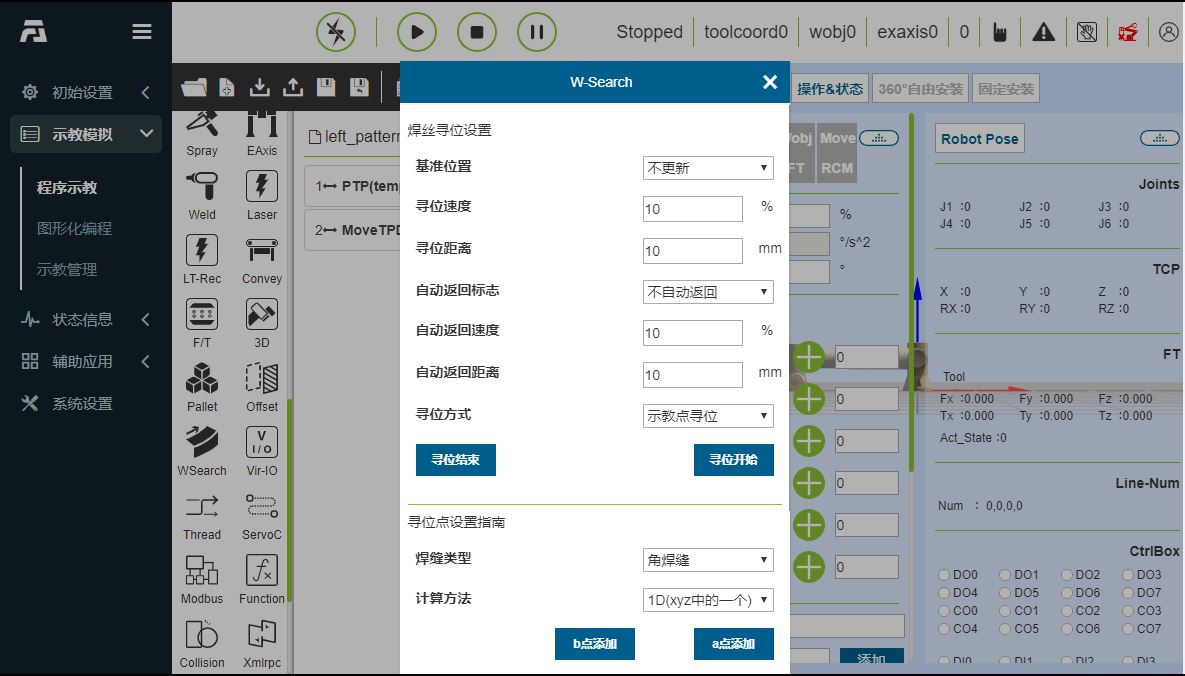 Stopped
toolcoord0
wobj0
exaxis0
0
初始设置
示教模拟
程序示教
图形化编程
示教管理
状态信息
辅助应用
系统设置
Spray
EAxis
Weld
Laser
LT-Rec
Convey
F/T
3D
Pallet
Offset
WSearch
Vir-IO
Thread
ServoC
Modbus
Function
Collision
Xmlrpc
V
I / O
left_pattern
1 PTP(temp
2 MoveTPD
W-Search
焊丝寻位设置
基准位置 不更新
寻位速度 10 %
寻位距离 10 mm
自动返回标志 不自动返回
自动返回速度 10 %
自动返回距离 10 mm
寻位方式 示教点寻位
寻位结束 寻位开始
寻位点设置指南
焊缝类型 角焊缝
计算方法 1D(xyz中的一个)
b点添加 a点添加
操作&状态 360°自由安装 固定安装
obj Move
FT RCM
%
°/s^2
°
0
0
0
0
0
0
添加
Robot Pose
Joints
J1 :0 J2 :0 J3 :0
J4 :0 J5 :0 J6 :0
TCP
X :0 Y :0 Z :0
RX :0 RY :0 RZ :0
FT
Tool
Fx :0.000 Fy :0.000 Fz :0.000
Tx :0.000 Ty :0.000 Tz :0.000
Act_State :0
Line-Num
Num : 0,0,0,0
CtrlBox
DO0 DO1 DO2 DO3
DO4 DO5 DO6 DO7
CO0 CO1 CO2 CO3
CO4 CO5 CO6 CO7
DI0 DI1 DI2 DI3